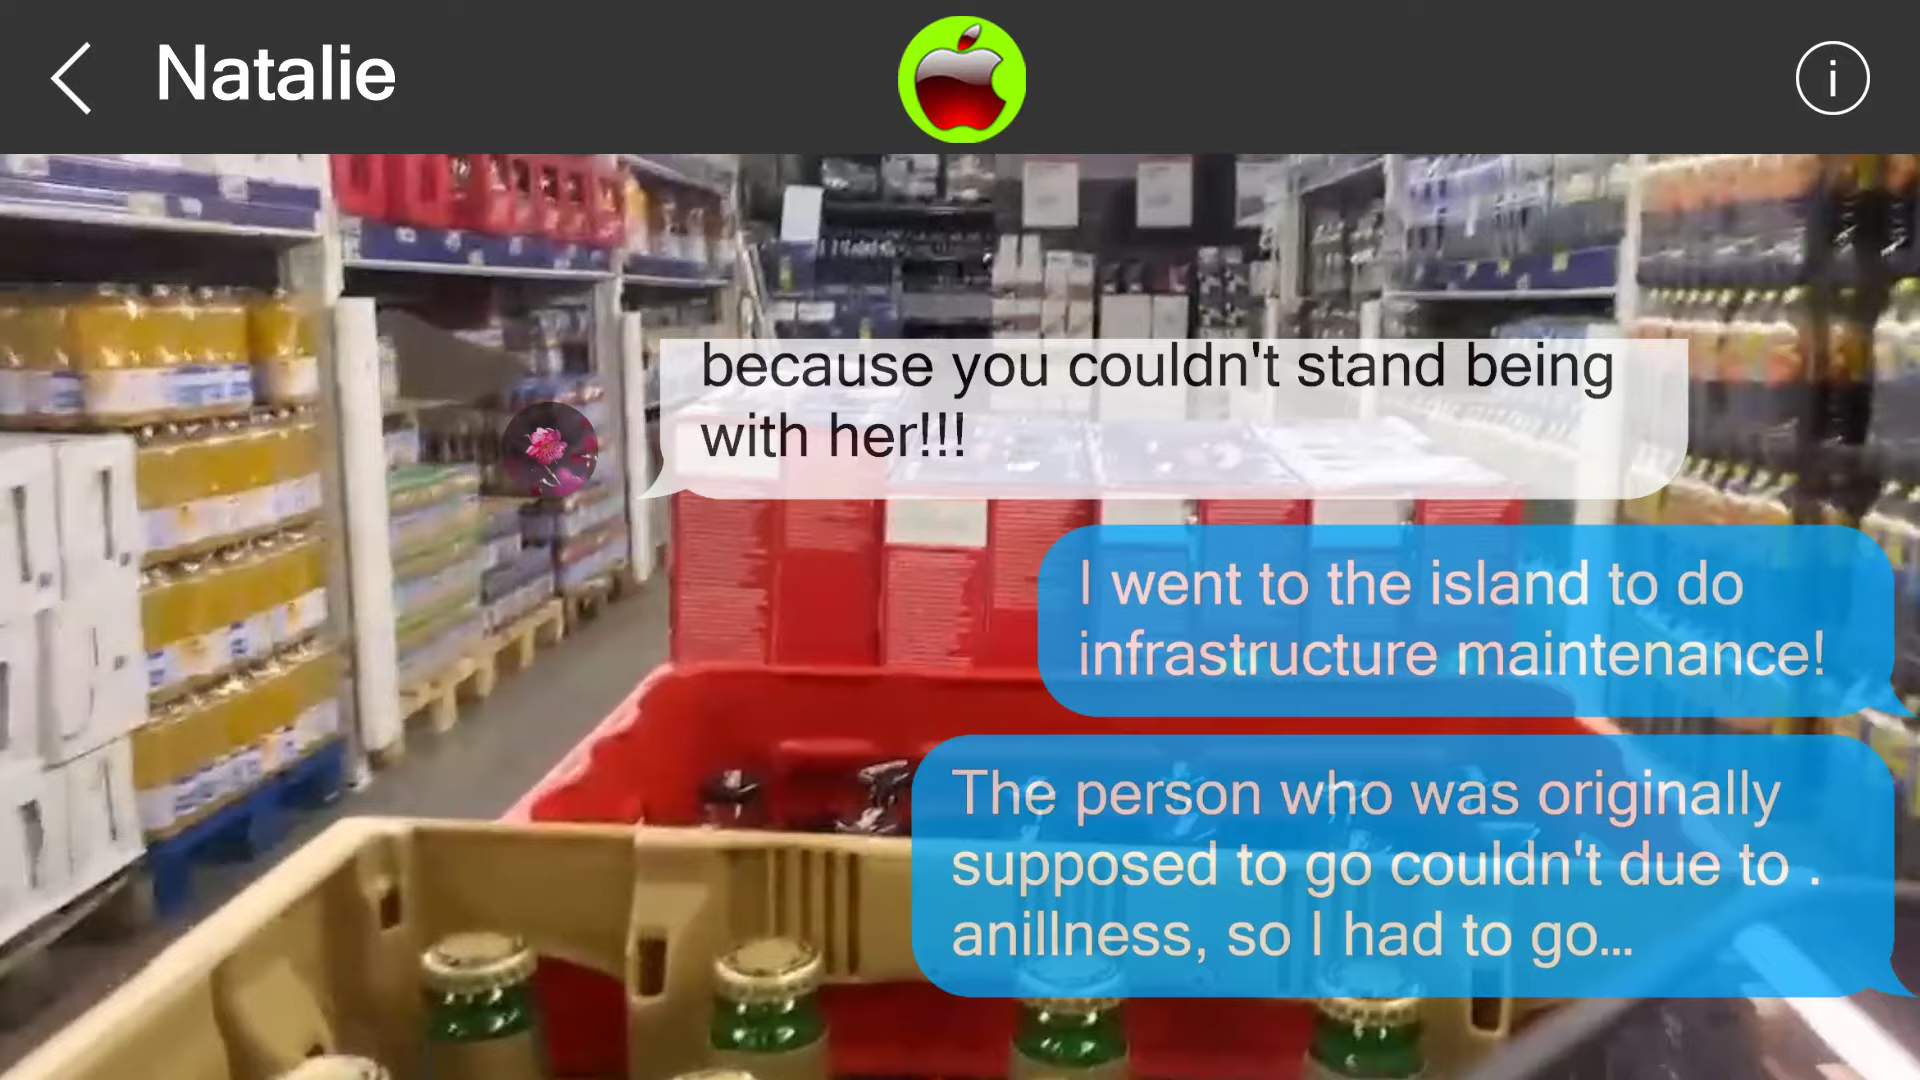 Natalie
because you couldn't stand being
with her!!!
I went to the island to do
infrastructure maintenance!
The person who was originally
supposed to go couldn't due to .
anillness, so I had to go...